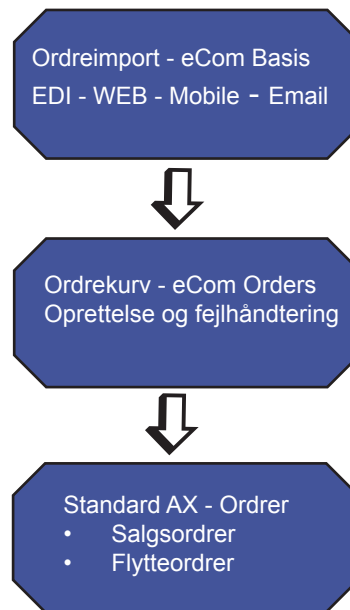 Ordreimport - eCom Basis
EDI - WEB - Mobile - Email
Ordrekurv - eCom Orders
Oprettelse og fejlhåndtering
Standard AX - Ordrer
• Salgsordrer
• Flytteordrer